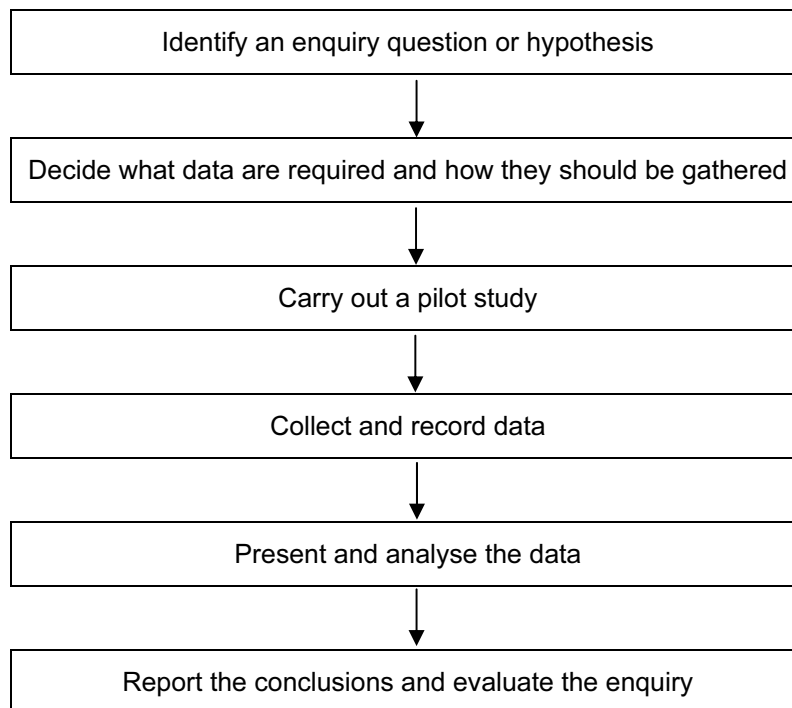 Identify an enquiry question or hypothesis
Decide what data are required and how they should be gathered
Carry out a pilot study
Collect and record data
Present and analyse the data
Report the conclusions and evaluate the enquiry